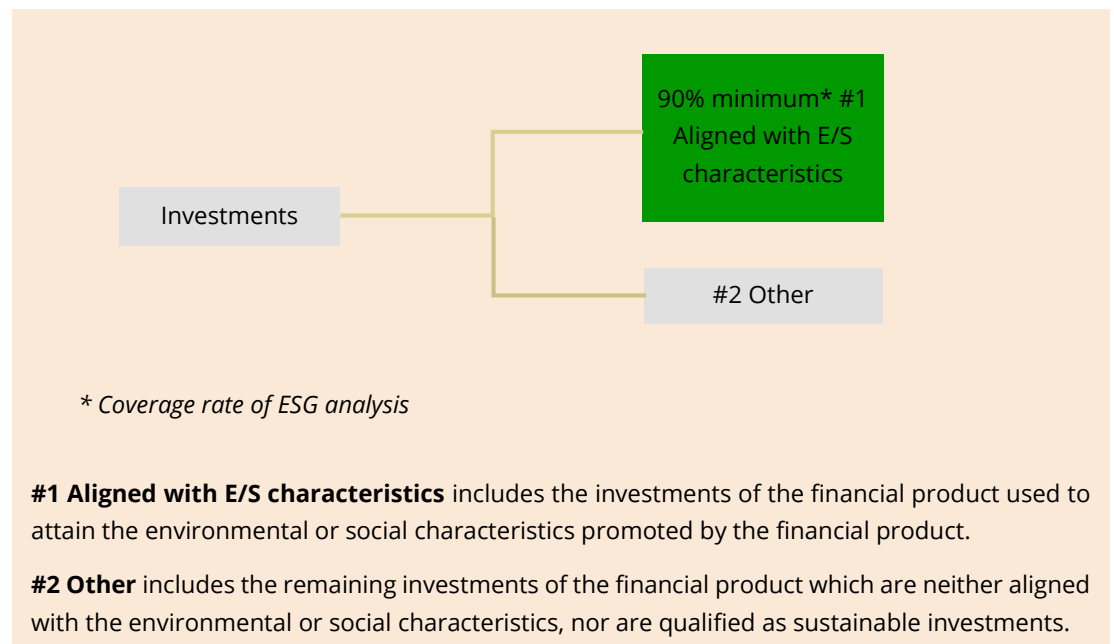 90% minimum* #1
Aligned with E/S
characteristics
Investments
#2 Other
* Coverage rate of ESG analysis
#1 Aligned with E/S characteristics includes the investments of the financial product used to
attain the environmental or social characteristics promoted by the financial product.
#2 Other includes the remaining investments of the financial product which are neither aligned
with the environmental or social characteristics, nor are qualified as sustainable investments.